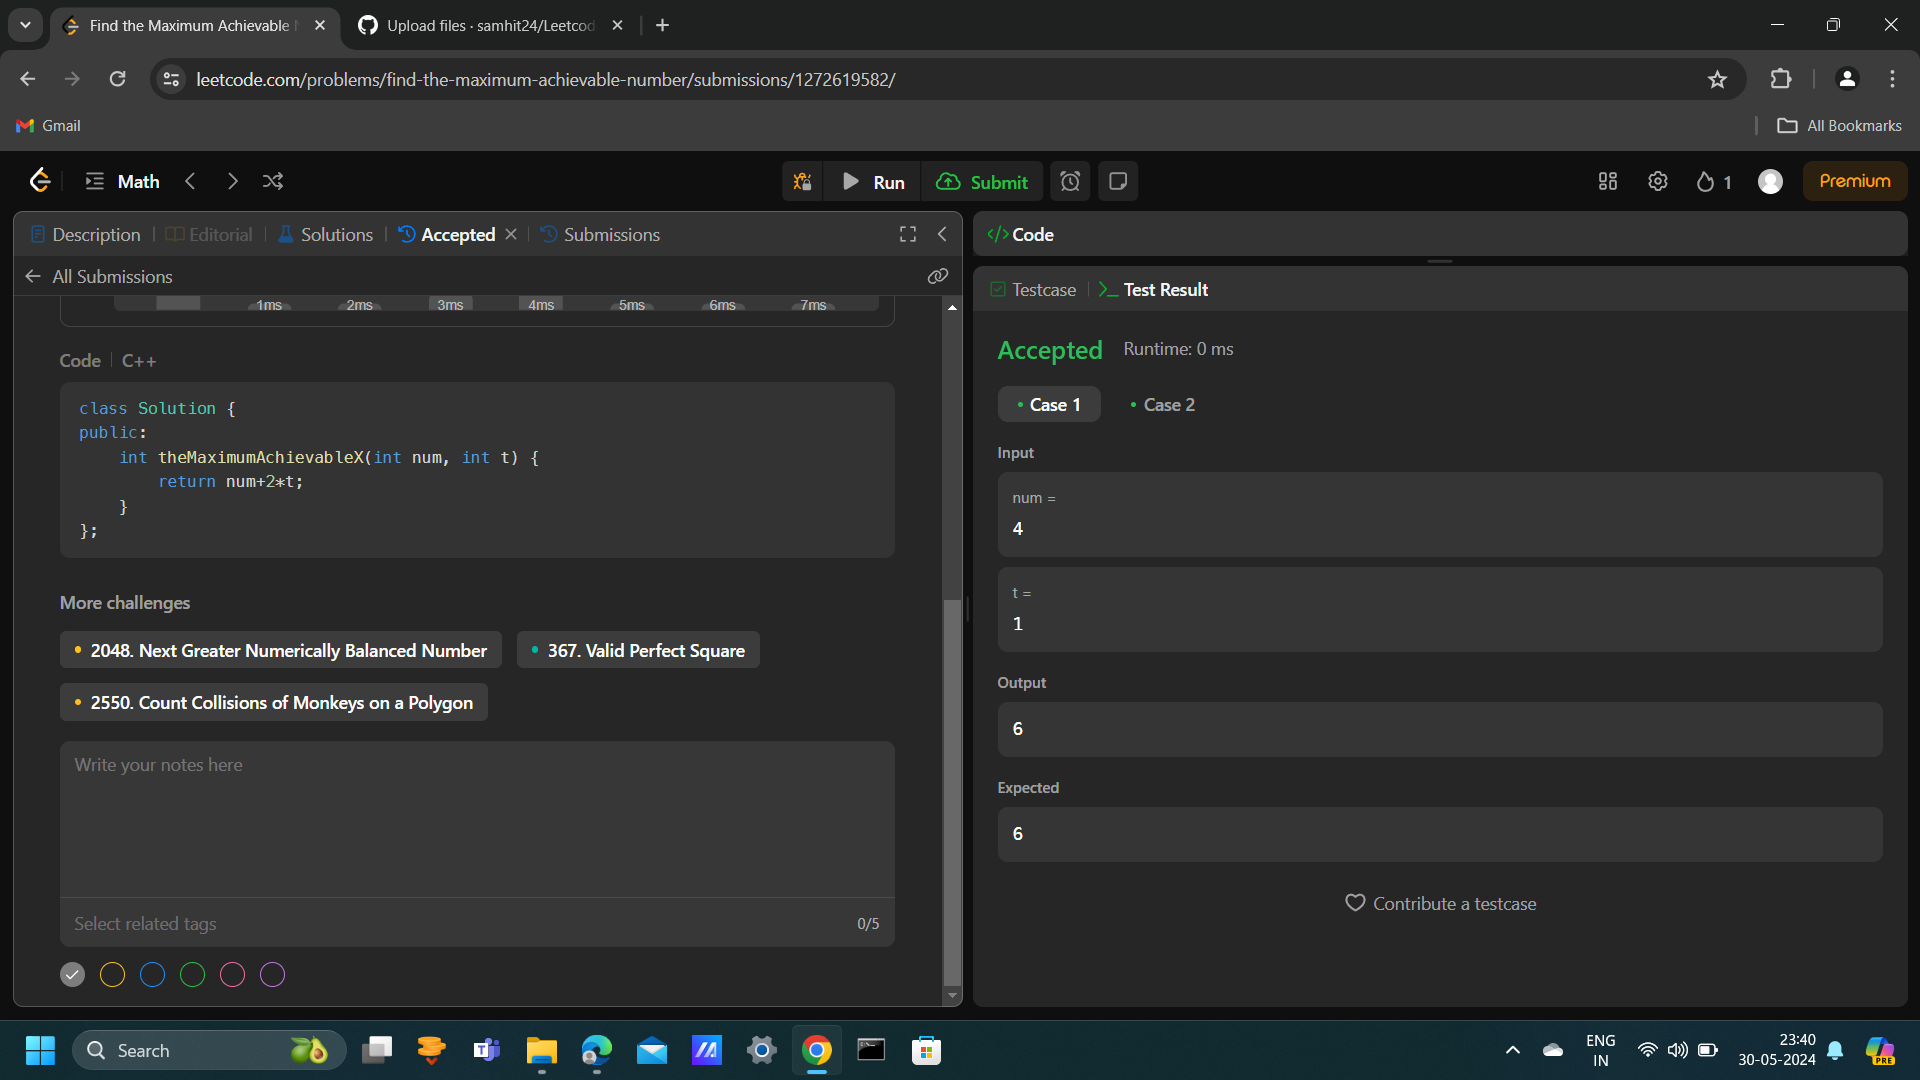 Find the Maximum Achievable
Upload files · samhit24/Leetcod
leetcode.com/problems/find-the-maximum-achievable-number/submissions/1272619582/
Gmail
All Bookmarks
Math
Run
Submit
1
Premium
Description
Editorial
Solutions
Accepted
Submissions
All Submissions
1ms
2ms
3ms
4ms
5ms
6ms
7ms
Code
C++
class Solution {
public:
    int theMaximumAchievableX(int num, int t) {
        return num+2*t;
    }
};
More challenges
2048. Next Greater Numerically Balanced Number
367. Valid Perfect Square
2550. Count Collisions of Monkeys on a Polygon
Write your notes here
Select related tags
0/5
</> Code
Testcase
Test Result
Accepted
Runtime: 0 ms
Case 1
Case 2
Input
num =
4
t =
1
Output
6
Expected
6
Contribute a testcase
Search
ENG
IN
23:40
30-05-2024
PRE